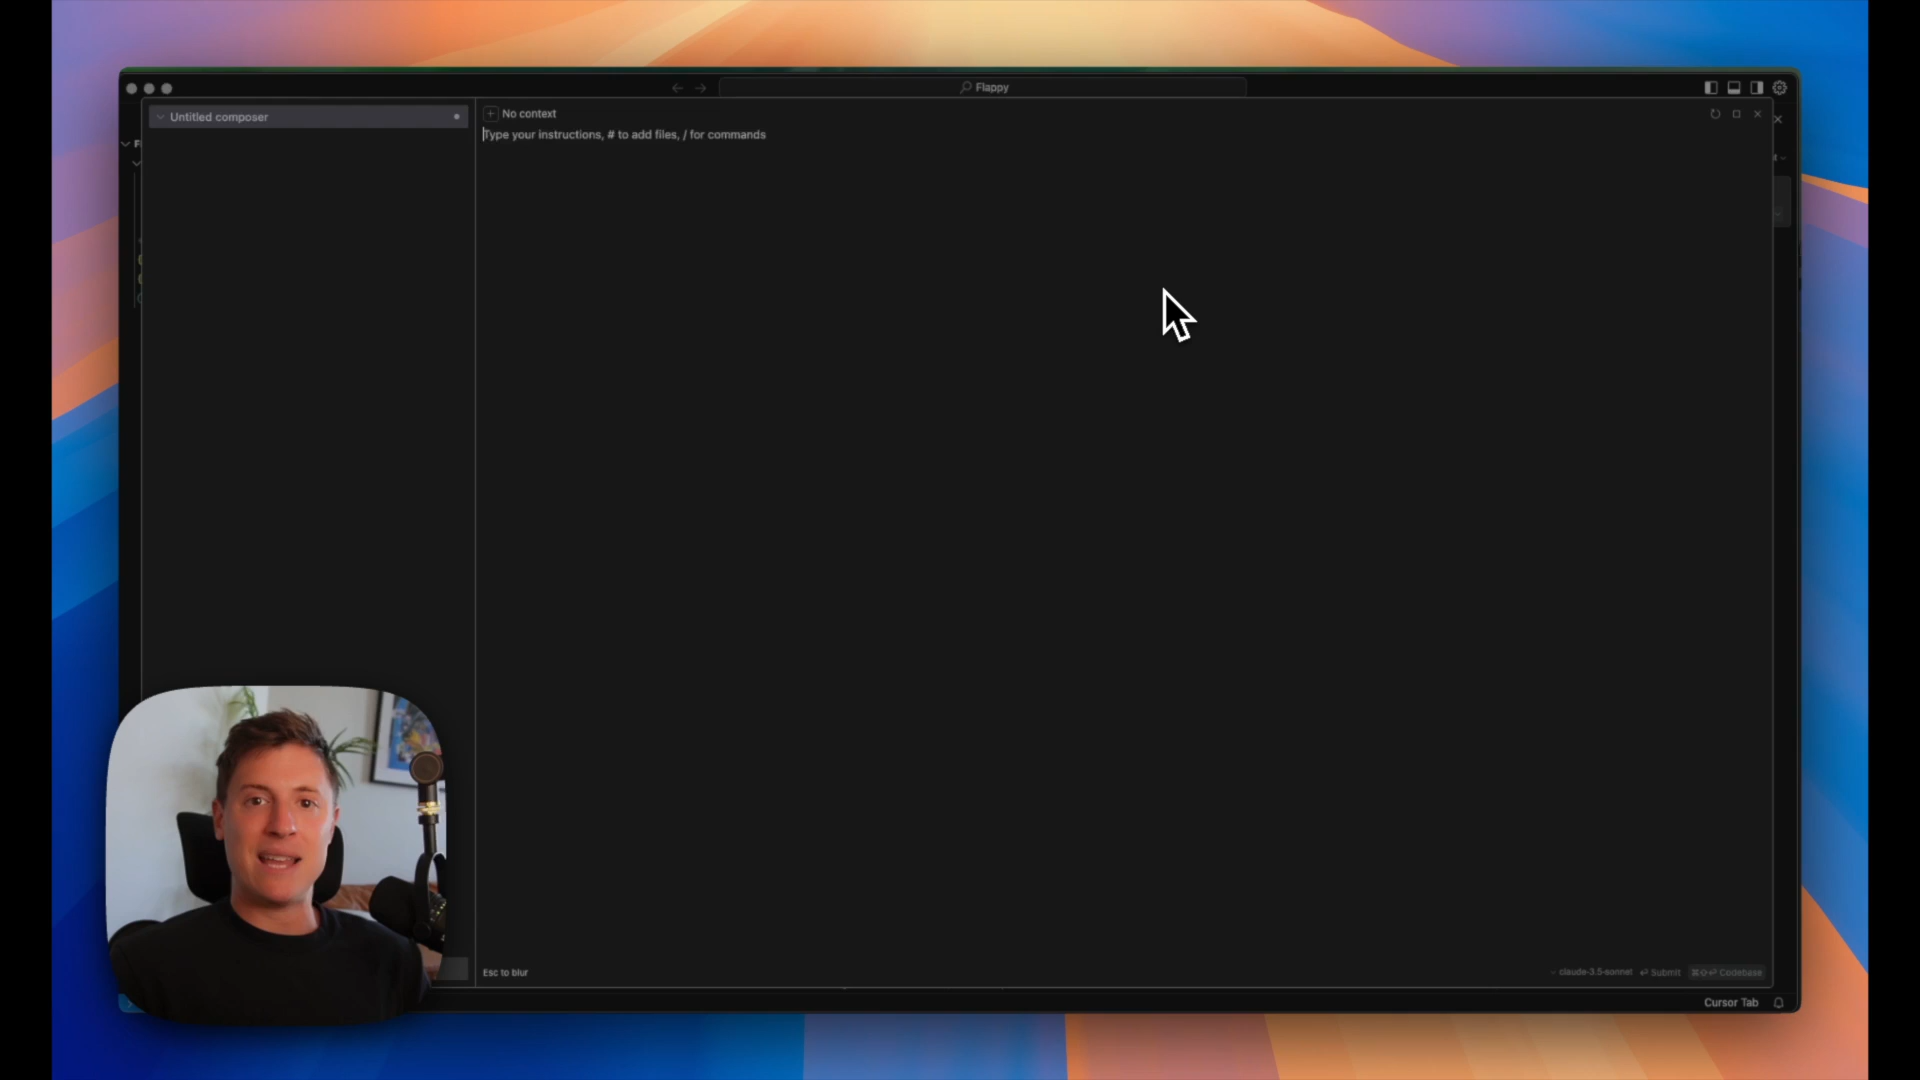 Flappy
Untitled composer
No context
Type your instructions, # to add files, / for commands
Esc to blur
claude-3.5-sonnet
Submit
Codebase
Cursor Tab